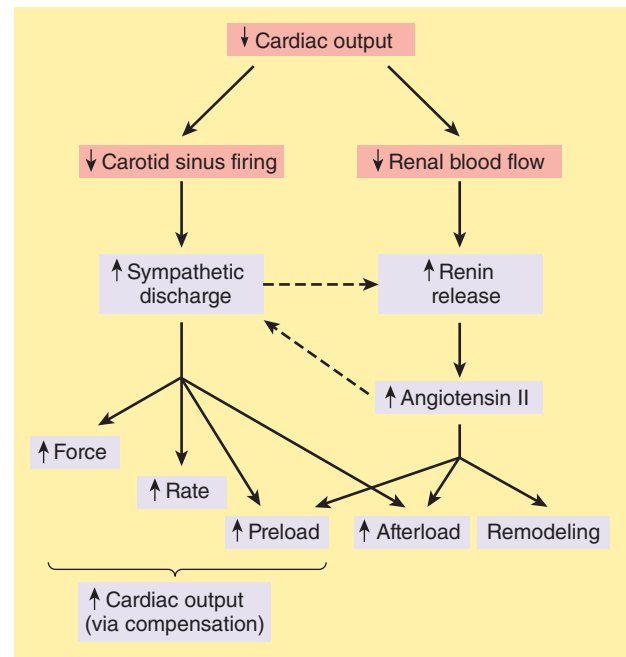 ↓ Cardiac output
↓ Carotid sinus firing
↓ Renal blood flow
↑ Sympathetic
discharge
↑ Renin
release
↑ Angiotensin II
↑ Force
↑ Rate
↑ Preload
↑ Afterload
Remodeling
↑ Cardiac output
(via compensation)